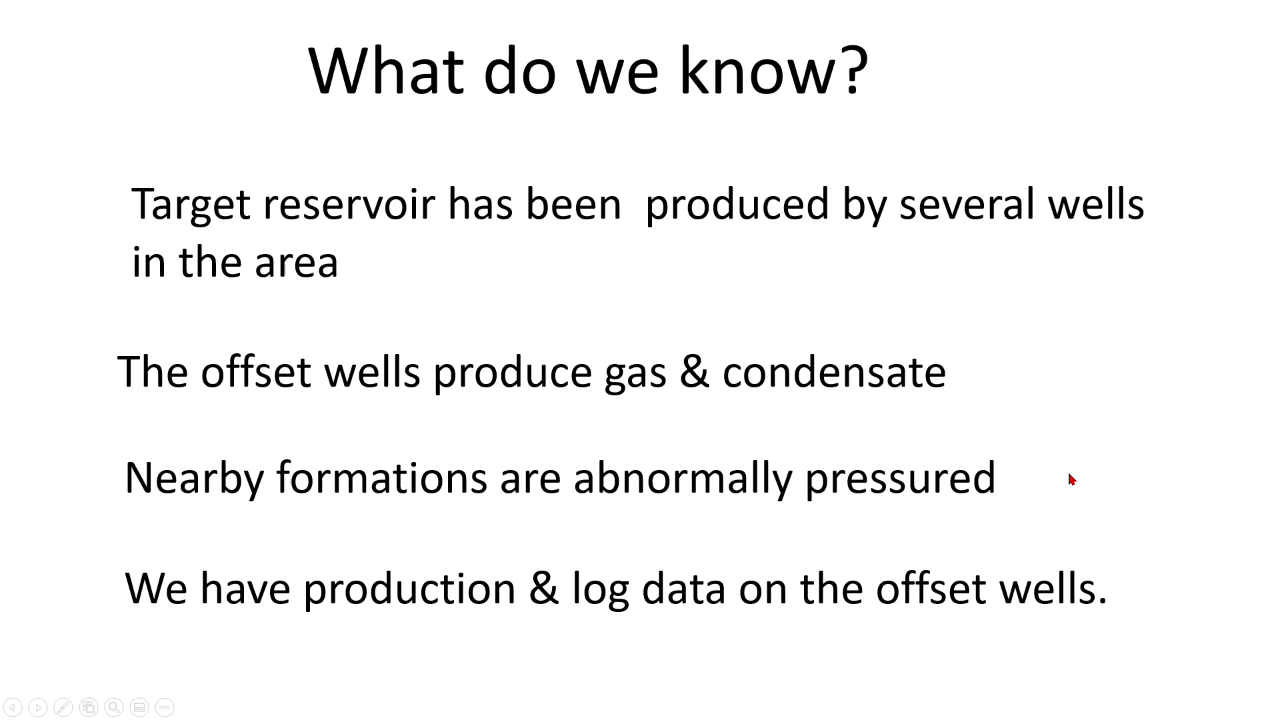 What do we know?
Target reservoir has been  produced by several wells
in the area
The offset wells produce gas & condensate
Nearby formations are abnormally pressured
We have production & log data on the offset wells.